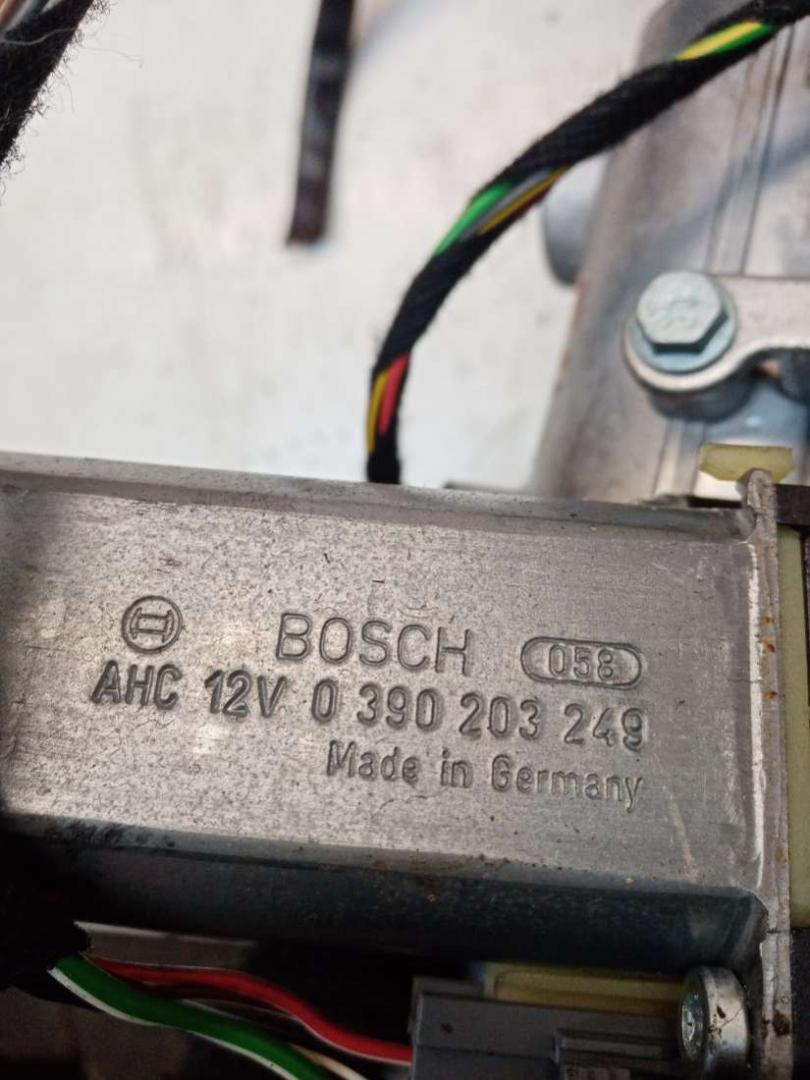 BOSCH 058
AHC 12V 0 390 203 249
Made in Germany